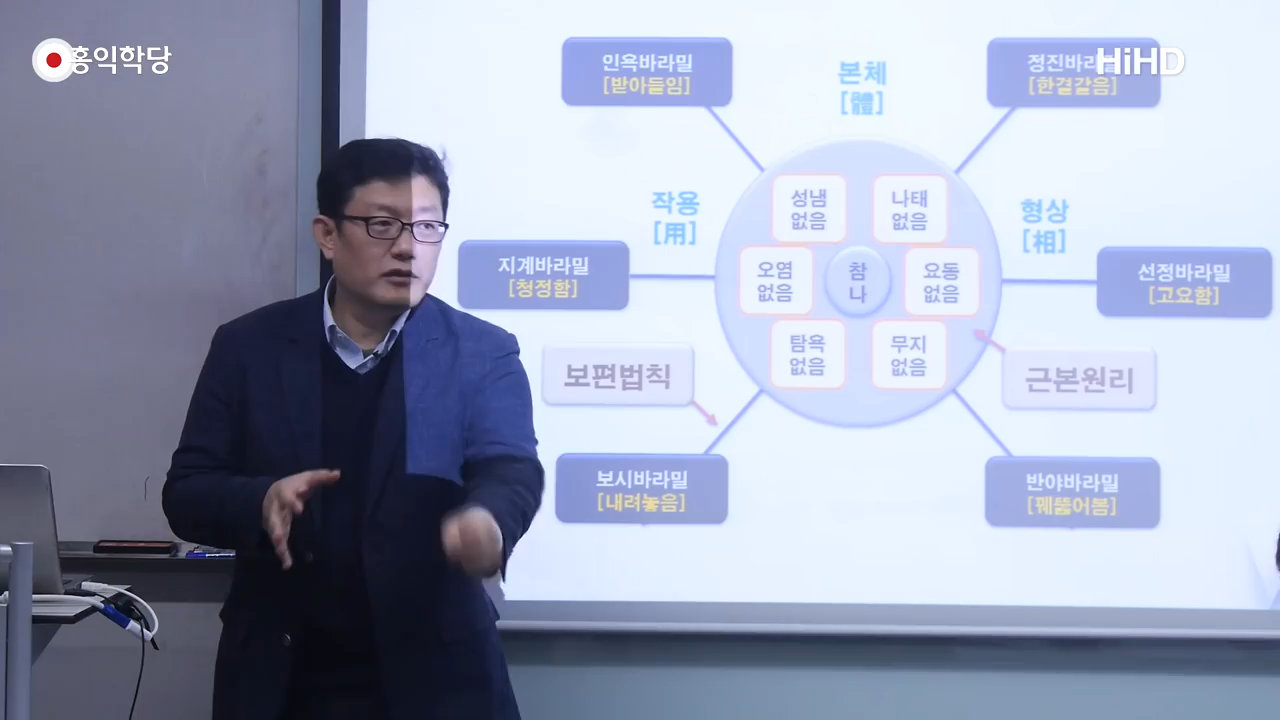 홍익학당
HiHD
인욕바라밀
[받아들임]
본체
[體]
정진바라밀
[한결같음]
성냄
없음
나태
없음
작용
[用]
형상
[相]
지계바라밀
[청정함]
오염
없음
참
나
요동
없음
선정바라밀
[고요함]
탐욕
없음
무지
없음
보편법칙
근본원리
보시바라밀
[내려놓음]
반야바라밀
[꿰뚫어봄]